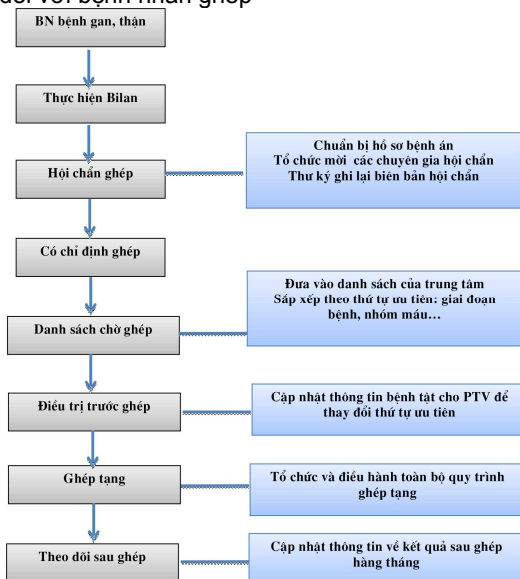 đối với bệnh nhân ghép
BN bệnh gan, thận
Thực hiện Bilan
Hội chẩn ghép
Chuẩn bị hồ sơ bệnh án
Tổ chức mời các chuyên gia hội chẩn
Thư ký ghi lại biên bản hội chẩn
Có chỉ định ghép
Danh sách chờ ghép
Đưa vào danh sách của trung tâm
Sắp xếp theo thứ tự ưu tiên: giai đoạn
bệnh, nhóm máu...
Điều trị trước ghép
Cập nhật thông tin bệnh tật cho PTV để
thay đổi thứ tự ưu tiên
Ghép tạng
Tổ chức và điều hành toàn bộ quy trình
ghép tạng
Theo dõi sau ghép
Cập nhật thông tin về kết quả sau ghép
hàng tháng